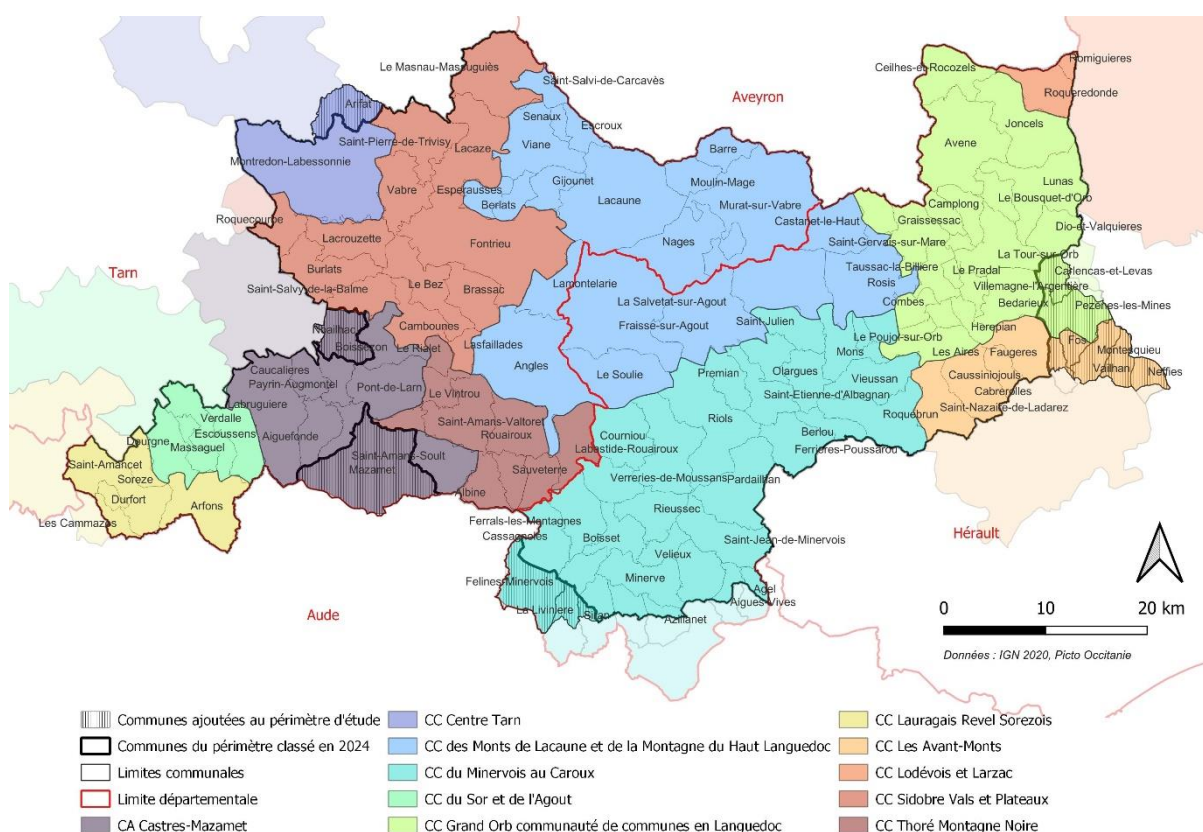 Le Masnau-Massuguiès
Saint-Salvi-de-Carcavès
Ceilhes-et-Rocozels
Romiguieres
Roqueredonde
Aveyron
Arifat
Senaux
Escroux
Joncels
Saint-Pierre-de-Trivisy
Viane
Barre
Avene
Montredon-Labessonnie
Lacaze
Gijounet
Moulin-Mage
Lunas
Vabre
Esperausses
Berlats
Lacaune
Murat-sur-Vabre
Camplong
Le Bousquet-d'Orb
Roquecourbe
Castanet-le-Haut
Graissessac
Dio-et-Valquieres
Lacrouzette
Fontrieu
Nages
Saint-Gervais-sur-Mare
La Tour-sur-Orb
Tarn
Burlats
Taussac-la-Billiere
Le Pradal
Carlencas-et-Levas
Saint-Salvy-de-la-Balme
Le Bez
Brassac
Lamontelarie
Rosis
Villemagne-l'Argentière
La Salvetat-sur-Agout
Combes
Bedarieux
Pezènes-les-Mines
Noailhac
Cambounes
Fraisse-sur-Agout
Saint-Julien
Herepian
Boissezon
Le Rialet
Lasfaillades
Le Poujol-sur-Orb
Fos
Montesquieu
Caucalieres
Angles
Mons
Les Aires
Faugeres
Vailhan
Payrin-Augmontel
Pont-de-Larn
Le Soulie
Premian
Olargues
Vieussan
Caussiniojouls
Neffies
Labruguiere
Le Vintrou
Saint-Etienne-d'Albagnan
Cabrerolles
Verdalle
Saint-Amans-Valtoret
Riols
Roquebrun
Saint-Nazaire-de-Ladarez
Dourgne
Escoussens
Aiguefonde
Rouairoux
Courniou
Berlou
Massaguel
Saint-Amans-Soult
Labastide-Rouairoux
Ferrieres-Poussarou
Saint-Amancet
Mazamet
Sauveterre
Soreze
Verreries-de-Moussans
Pardailhan
Durfort
Arfons
Albine
Rieussec
Les Cammazes
Ferrals-les-Montagnes
Cassagnoles
Boisset
Saint-Jean-de-Minervois
Hérault
Velieux
Felines-Minervois
Minerve
Agel
Aude
La Liviniere
Aigues-Vives
Siran
Azillanet
0 10 20 km
Données : IGN 2020, Picto Occitanie
Communes ajoutées au périmètre d'étude
Communes du périmètre classé en 2024
Limites communales
Limite départementale
CA Castres-Mazamet
CC Centre Tarn
CC des Monts de Lacaune et de la Montagne du Haut Languedoc
CC du Minervois au Caroux
CC du Sor et de l'Agout
CC Grand Orb communauté de communes en Languedoc
CC Lauragais Revel Sorezois
CC Les Avant-Monts
CC Lodévois et Larzac
CC Sidobre Vals et Plateaux
CC Thoré Montagne Noire